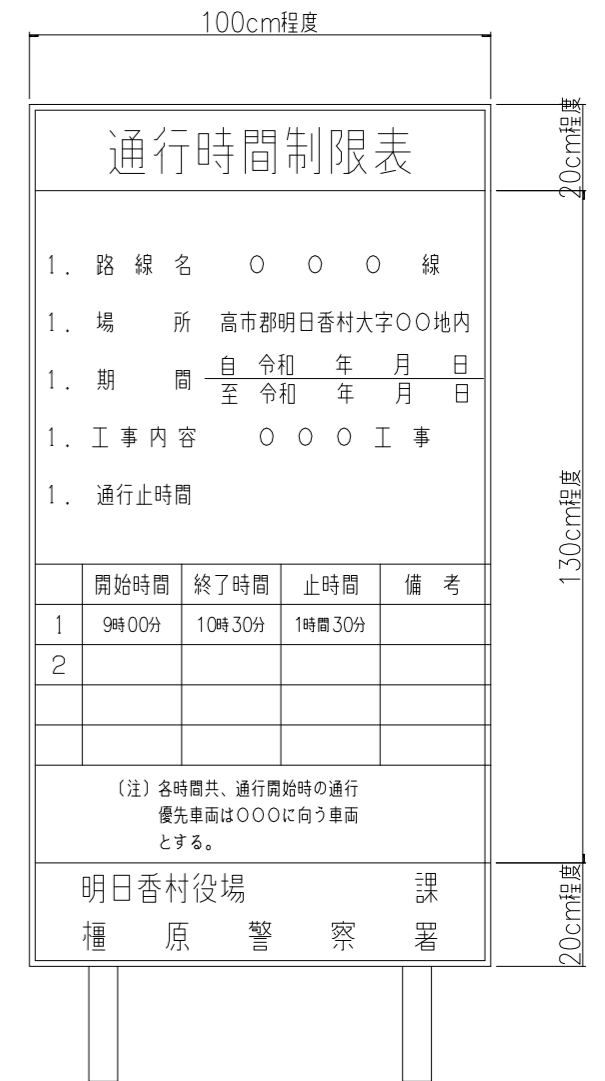 100cm程度
20cm程度
通行時間制限表
1. 路線名 ○ ○ ○ 線
1. 場 所 高市郡明日香村大字○○地内
1. 期 間 自 令和 年 月 日
至 令和 年 月 日
1. 工事内容 ○ ○ ○ 工 事
1. 通行止時間
130cm程度
開始時間 終了時間 止時間 備 考
1 9時00分 10時30分 1時間30分
2
(注) 各時間共、通行開始時の通行
優先車両は○○○に向う車両
とする。
明日香村役場 課
橿 原 警 察 署
20cm程度